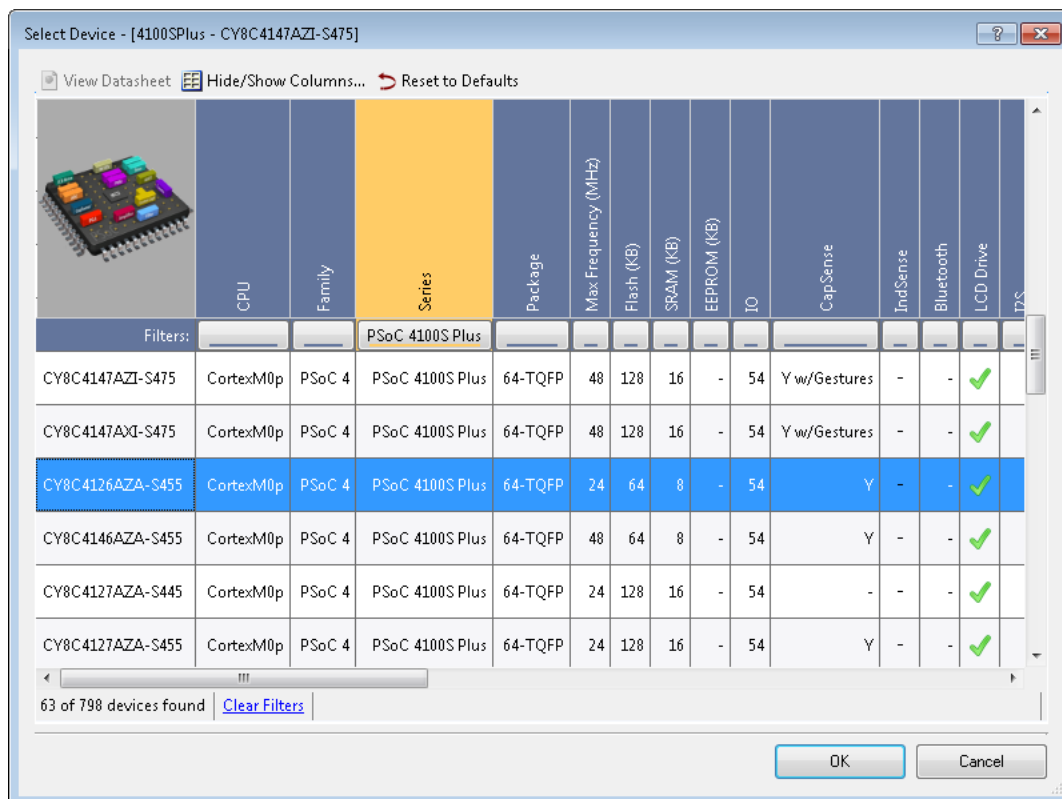 Select Device - [4100SPlus - CY8C4147AZI-S475]
View Datasheet Hide/Show Columns... Reset to Defaults
CPU Family Series Package Max Frequency (MHz) Flash (KB) SRAM (KB) EEPROM (KB) IO CapSense IndSense Bluetooth LCD Drive I2S
Filters: PSoC 4100S Plus
CY8C4147AZI-S475 CortexM0p PSoC 4 PSoC 4100S Plus 64-TQFP 48 128 16 - 54 Y w/Gestures - -
CY8C4147AXI-S475 CortexM0p PSoC 4 PSoC 4100S Plus 64-TQFP 48 128 16 - 54 Y w/Gestures - -
CY8C4126AZA-S455 CortexM0p PSoC 4 PSoC 4100S Plus 64-TQFP 24 64 8 - 54 Y - -
CY8C4146AZA-S455 CortexM0p PSoC 4 PSoC 4100S Plus 64-TQFP 48 64 8 - 54 Y - -
CY8C4127AZA-S445 CortexM0p PSoC 4 PSoC 4100S Plus 64-TQFP 24 128 16 - 54 - - -
CY8C4127AZA-S455 CortexM0p PSoC 4 PSoC 4100S Plus 64-TQFP 24 128 16 - 54 Y - -
63 of 798 devices found Clear Filters
OK Cancel